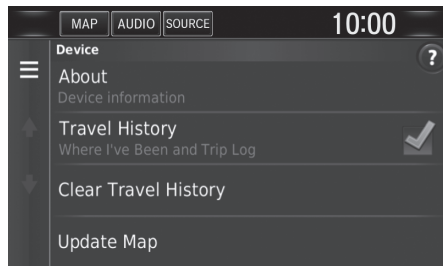 MAP AUDIO SOURCE 10:00
Device
?
About
Device information
Travel History
Where I've Been and Trip Log
Clear Travel History
Update Map